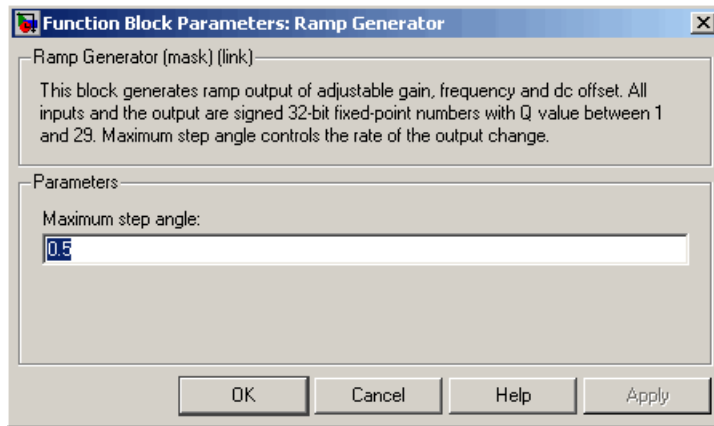 Function Block Parameters: Ramp Generator
Ramp Generator (mask) (link)
This block generates ramp output of adjustable gain, frequency and dc offset. All
inputs and the output are signed 32-bit fixed-point numbers with Q value between 1
and 29. Maximum step angle controls the rate of the output change.
Parameters
Maximum step angle:
0.5
OK Cancel Help Apply